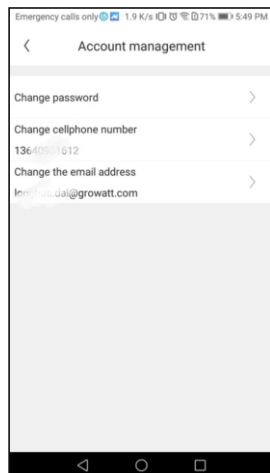 Emergency calls only 1.9 K/s 71% 5:49 PM
Account management
Change password
Change cellphone number
Change the email address